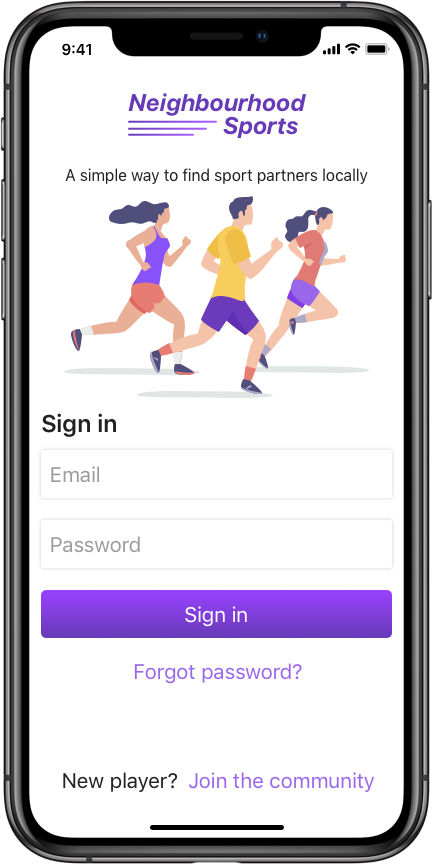 9:41
Neighbourhood
Sports
A simple way to find sport partners locally
Sign in
Email
Password
Sign in
Forgot password?
New player? Join the community